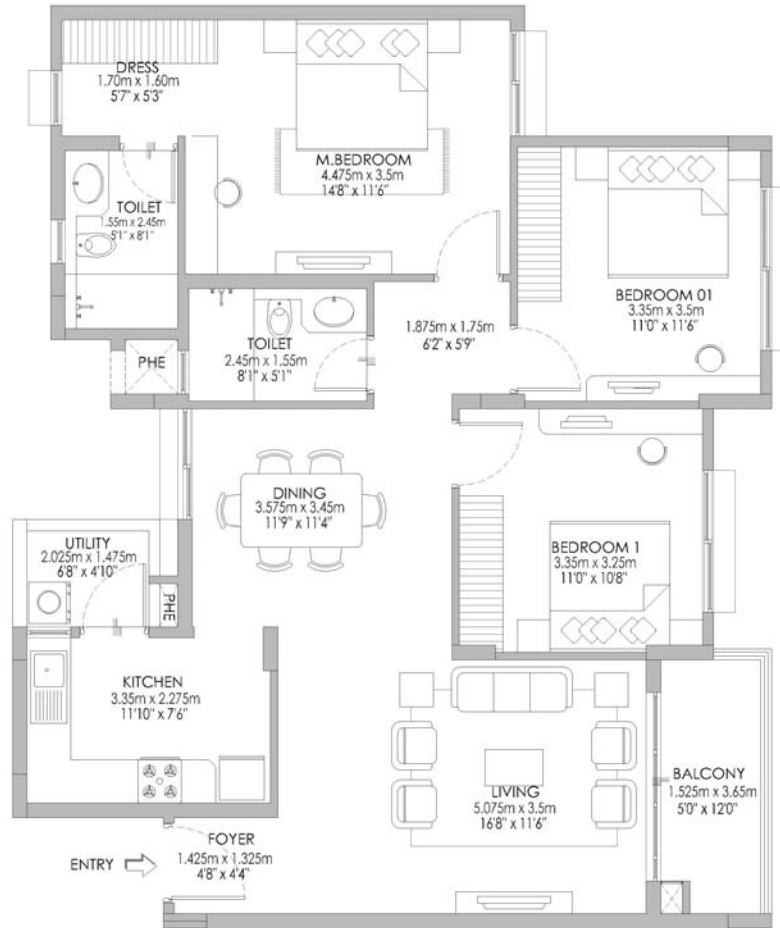 DRESS
1.70m x 1.60m
5'7" x 5'3"
M.BEDROOM
4.475m x 3.5m
14'8" x 11'6"
TOILET
1.55m x 2.45m
5'1" x 8'1"
BEDROOM 01
3.35m x 3.5m
11'0" x 11'6"
1.875m x 1.75m
6'2" x 5'9"
TOILET
2.45m x 1.55m
8'1" x 5'1"
PHE
DINING
3.575m x 3.45m
11'9" x 11'4"
UTILITY
2.025m x 1.475m
6'8" x 4'10"
BEDROOM 1
3.35m x 3.25m
11'0" x 10'8"
PHE
KITCHEN
3.35m x 2.275m
11'10" x 7'6"
BALCONY
1.525m x 3.65m
5'0" x 12'0"
LIVING
5.075m x 3.5m
16'8" x 11'6"
FOYER
1.425m x 1.325m
4'8" x 4'4"
ENTRY